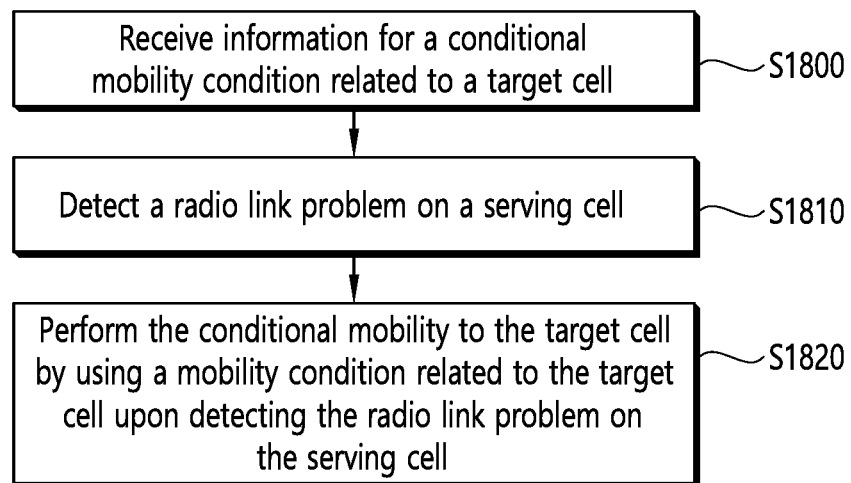 Receive information for a conditional
mobility condition related to a target cell
S1800
Detect a radio link problem on a serving cell
S1810
Perform the conditional mobility to the target cell
by using a mobility condition related to the target
cell upon detecting the radio link problem on
the serving cell
S1820